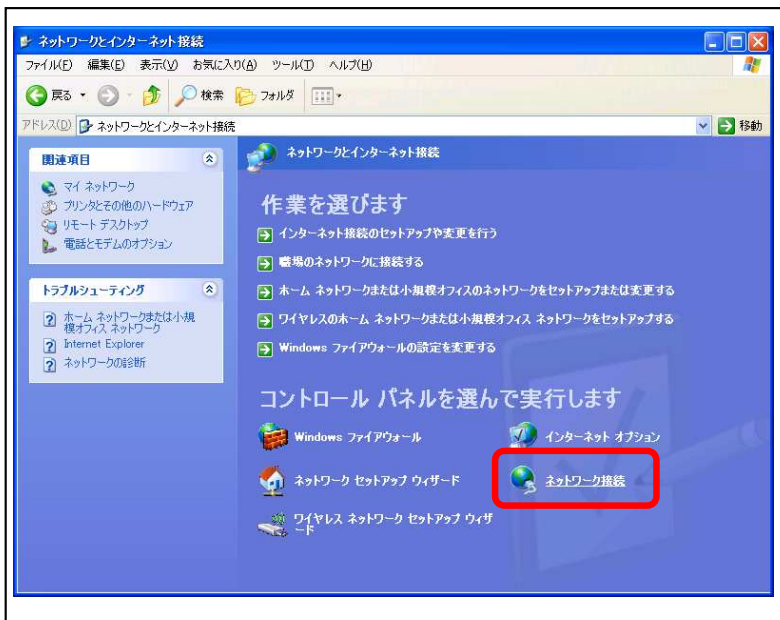 ネットワークとインターネット接続
ファイル(F) 編集(E) 表示(V) お気に入り(A) ツール(T) ヘルプ(H)
戻る 検索 フォルダ
アドレス(D) ネットワークとインターネット接続 移動
関連項目
マイ ネットワーク
プリンタとその他のハードウェア
リモート デスクトップ
電話とモデムのオプション
トラブルシューティング
ホーム ネットワークまたは小規
模オフィス ネットワーク
Internet Explorer
ネットワークの診断
ネットワークとインターネット接続
作業を選びます
インターネット接続のセットアップや変更を行う
職場のネットワークに接続する
ホーム ネットワークまたは小規模オフィスのネットワークをセットアップまたは変更する
ワイヤレスのホーム ネットワークまたは小規模オフィス ネットワークをセットアップする
Windows ファイアウォールの設定を変更する
コントロール パネルを選んで実行します
Windows ファイアウォール
インターネット オプション
ネットワーク セットアップ ウィザード
ネットワーク接続
ワイヤレス ネットワーク セットアップ ウィザ
ード